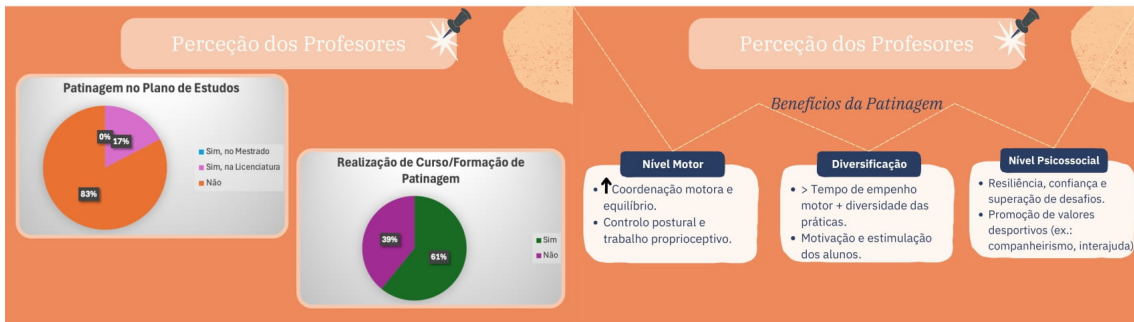 Perceção dos Profesores
Patinagem no Plano de Estudos
0%
17%
83%
Sim, no Mestrado
Sim, na Licenciatura
Não
Realização de Curso/Formação de
Patinagem
39%
61%
Sim
Não
Perceção dos Profesores
Benefícios da Patinagem
Nível Motor
• Coordenação motora e
equilíbrio.
• Controlo postural e
trabalho proprioceptivo.
Diversificação
• > Tempo de empenho
motor + diversidade das
práticas.
• Motivação e estimulação
dos alunos.
Nível Psicossocial
• Resiliência, confiança e
superação de desafios.
• Promoção de valores
desportivos (ex.:
companheirismo, interajuda)